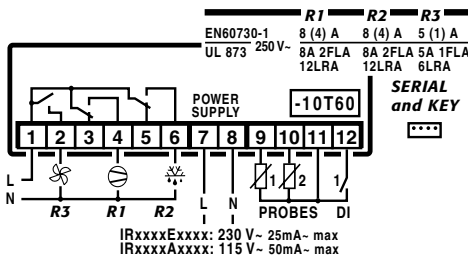 R1 R2 R3
EN60730-1 8 (4) A 8 (4) A 5 (1) A
UL 873 250 V~ 8A 2FLA 8A 2FLA 5A 1FLA
12LRA 12LRA 6LRA
SERIAL
and KEY
POWER
SUPPLY
-10T60
1 2 3 4 5 6 7 8 9 10 11 12
L
N
1 2 1
R3 R1 R2 L N PROBES DI
IRxxxxExxxx: 230 V~ 25mA~ max
IRxxxxAxxxx: 115 V~ 50mA~ max